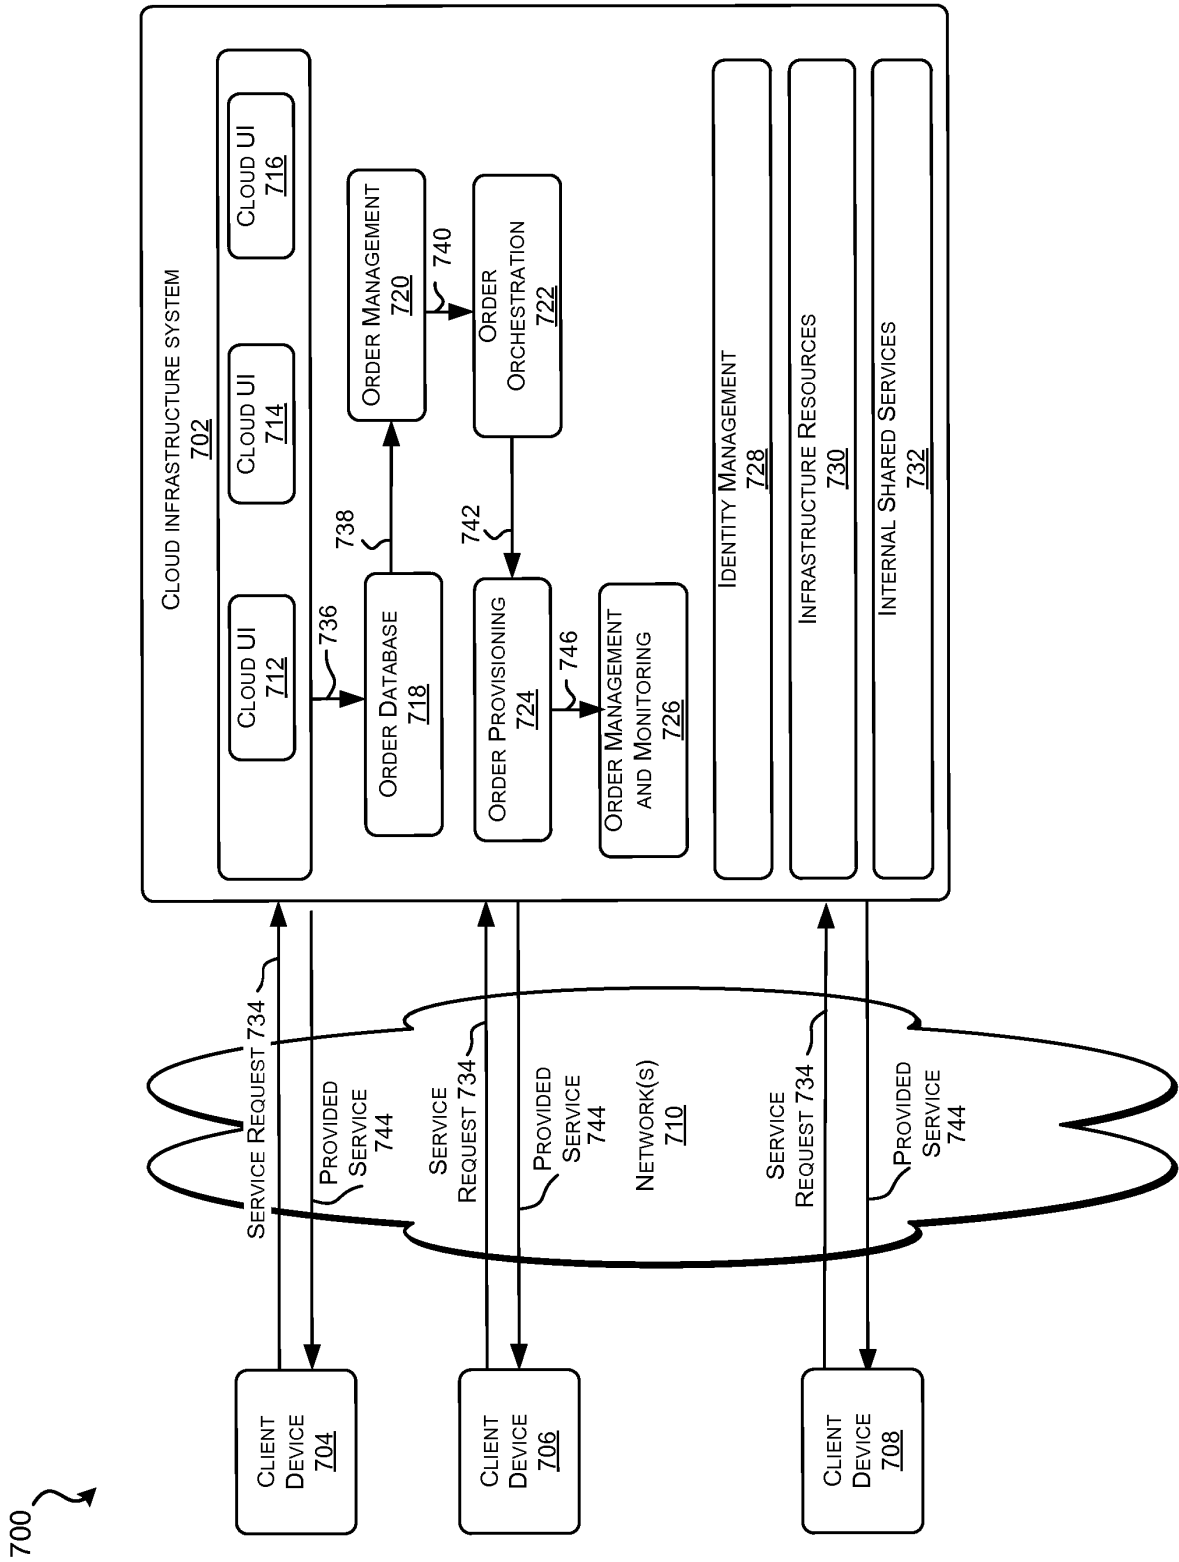 700
CLIENT
DEVICE
704
CLIENT
DEVICE
706
CLIENT
DEVICE
708
SERVICE REQUEST 734
PROVIDED
SERVICE
744
SERVICE
REQUEST 734
PROVIDED
SERVICE
744
NETWORK(S)
710
SERVICE
REQUEST 734
PROVIDED
SERVICE
744
CLOUD INFRASTRUCTURE SYSTEM
702
CLOUD UI
712
CLOUD UI
714
CLOUD UI
716
736
ORDER DATABASE
718
738
ORDER MANAGEMENT
720
740
ORDER
ORCHESTRATION
722
742
ORDER PROVISIONING
724
746
ORDER MANAGEMENT
AND MONITORING
726
IDENTITY MANAGEMENT
728
INFRASTRUCTURE RESOURCES
730
INTERNAL SHARED SERVICES
732